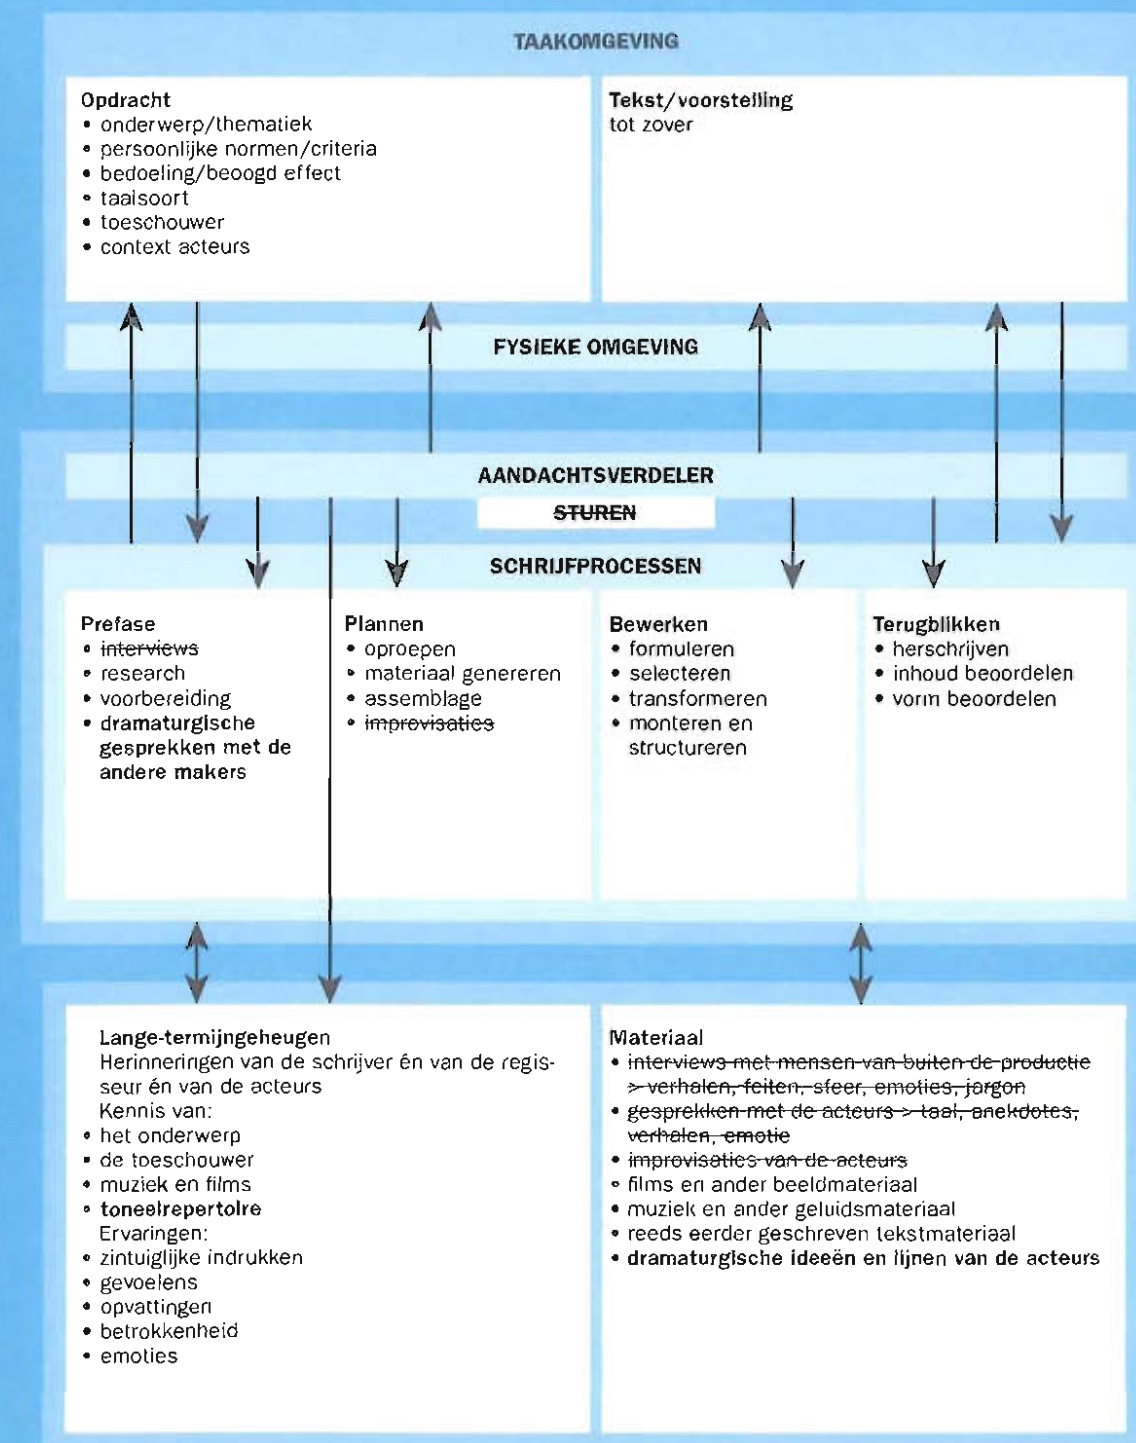 TAAKOMGEVING
Opdracht
• onderwerp/thematiek
• persoonlijke normen/criteria
• bedoeling/beoogd effect
• taalsoort
• toeschouwer
• context acteurs
Tekst/voorstelling
tot zover
FYSIEKE OMGEVING
AANDACHTSVERDELER
STUREN
SCHRIJFPROCESSEN
Prefase
• interviews
• research
• voorbereiding
• dramaturgische
gesprekken met de
andere makers
Plannen
• oproepen
• materiaal genereren
• assemblage
• improvisaties
Bewerken
• formuleren
• selecteren
• transformeren
• monteren en
structureren
Terugblikken
• herschrijven
• inhoud beoordelen
• vorm beoordelen
Lange-termijngeheugen
Herinneringen van de schrijver én van de regis-
seur én van de acteurs
Kennis van:
• het onderwerp
• de toeschouwer
• muziek en films
• toneelrepertoire
Ervaringen:
• zintuiglijke indrukken
• gevoelens
• opvattingen
• betrokkenheid
• emoties
Materiaal
• interviews met mensen van buiten de productie
> verhalen, feiten, sfeer, emoties, jargon
• gesprekken met de acteurs > taal, anekdotes,
verhalen, emotie
• improvisaties van de acteurs
• films en ander beeldmateriaal
• muziek en ander geluidsmateriaal
• reeds eerder geschreven tekstmateriaal
• dramaturgische ideeën en lijnen van de acteurs